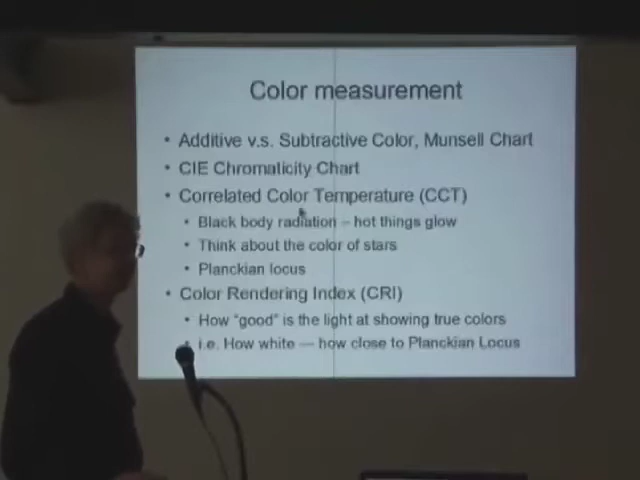 Color measurement
• Additive v.s. Subtractive Color, Munsell Chart
• CIE Chromaticity Chart
• Correlated Color Temperature (CCT)
• Black body radiation – hot things glow
• Think about the color of stars
• Planckian locus
• Color Rendering Index (CRI)
• How "good" is the light at showing true colors
• i.e. How white — how close to Planckian Locus